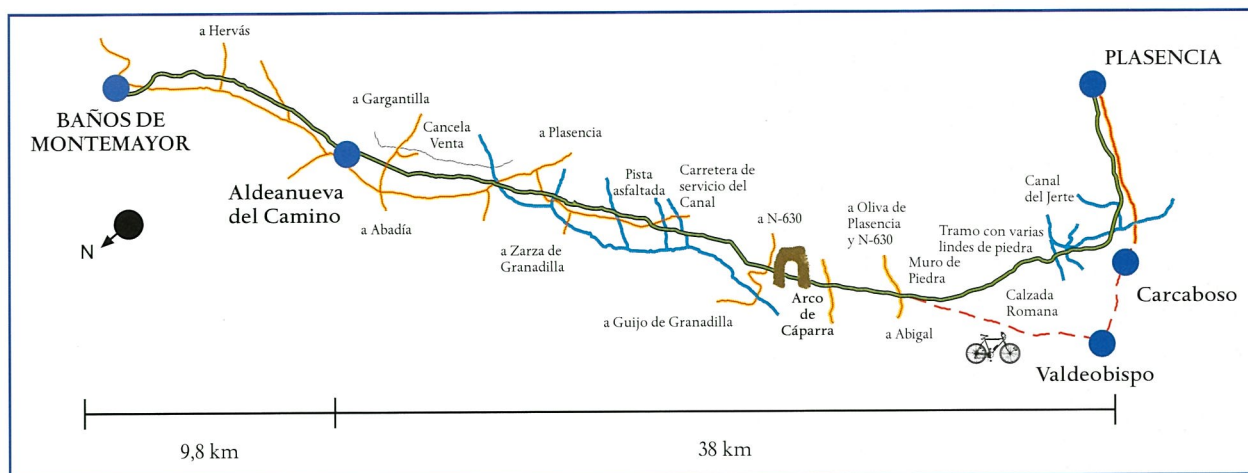 a Hervás
PLASENCIA
BAÑOS DE
MONTEMAYOR
a Gargantilla
Cancela
Venta
a Plasencia
Aldeanueva
del Camino
Pista
asfaltada
Carretera de
servicio del
Canal
Canal
del Jerte
a Abadía
N
a Zarza de
Granadilla
a N-630
a Oliva de
Plasencia
y N-630
Tramo con varias
lindes de piedra
Muro de
Piedra
a Guijo de Granadilla
Arco
de
Cáparra
Calzada
Romana
Carcaboso
a Abigal
Valdeobispo
9,8 km
38 km